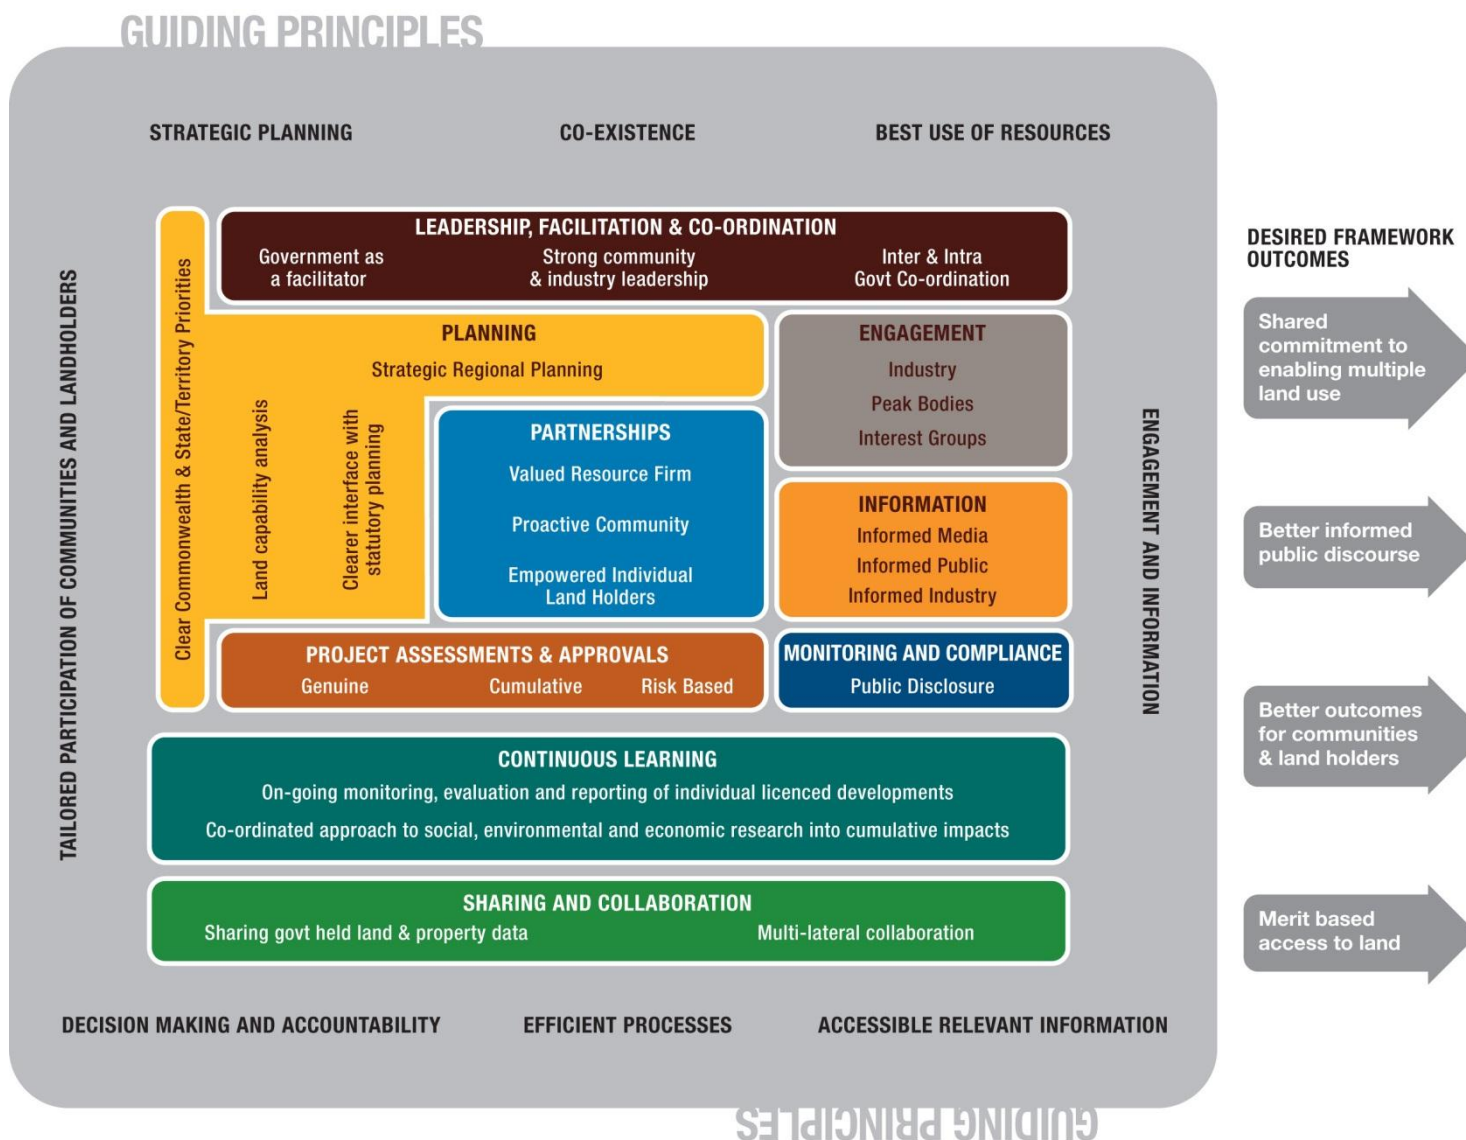 GUIDING PRINCIPLES
STRATEGIC PLANNING
CO-EXISTENCE
BEST USE OF RESOURCES
TAILORED PARTICIPATION OF COMMUNITIES AND LANDHOLDERS
Clear Commonwealth & State/Territory Priorities
LEADERSHIP, FACILITATION & CO-ORDINATION
Government as
a facilitator
Strong community
& industry leadership
Inter & Intra
Govt Co-ordination
PLANNING
Strategic Regional Planning
Land capability analysis
Clearer interface with
statutory planning
ENGAGEMENT
Industry
Peak Bodies
Interest Groups
PARTNERSHIPS
Valued Resource Firm
Proactive Community
Empowered Individual
Land Holders
INFORMATION
Informed Media
Informed Public
Informed Industry
PROJECT ASSESSMENTS & APPROVALS
Genuine
Cumulative
Risk Based
MONITORING AND COMPLIANCE
Public Disclosure
CONTINUOUS LEARNING
On-going monitoring, evaluation and reporting of individual licenced developments
Co-ordinated approach to social, environmental and economic research into cumulative impacts
SHARING AND COLLABORATION
Sharing govt held land & property data
Multi-lateral collaboration
ENGAGEMENT AND INFORMATION
DECISION MAKING AND ACCOUNTABILITY
EFFICIENT PROCESSES
ACCESSIBLE RELEVANT INFORMATION
GUIDING PRINCIPLES
DESIRED FRAMEWORK
OUTCOMES
Shared
commitment to
enabling multiple
land use
Better informed
public discourse
Better outcomes
for communities
& land holders
Merit based
access to land